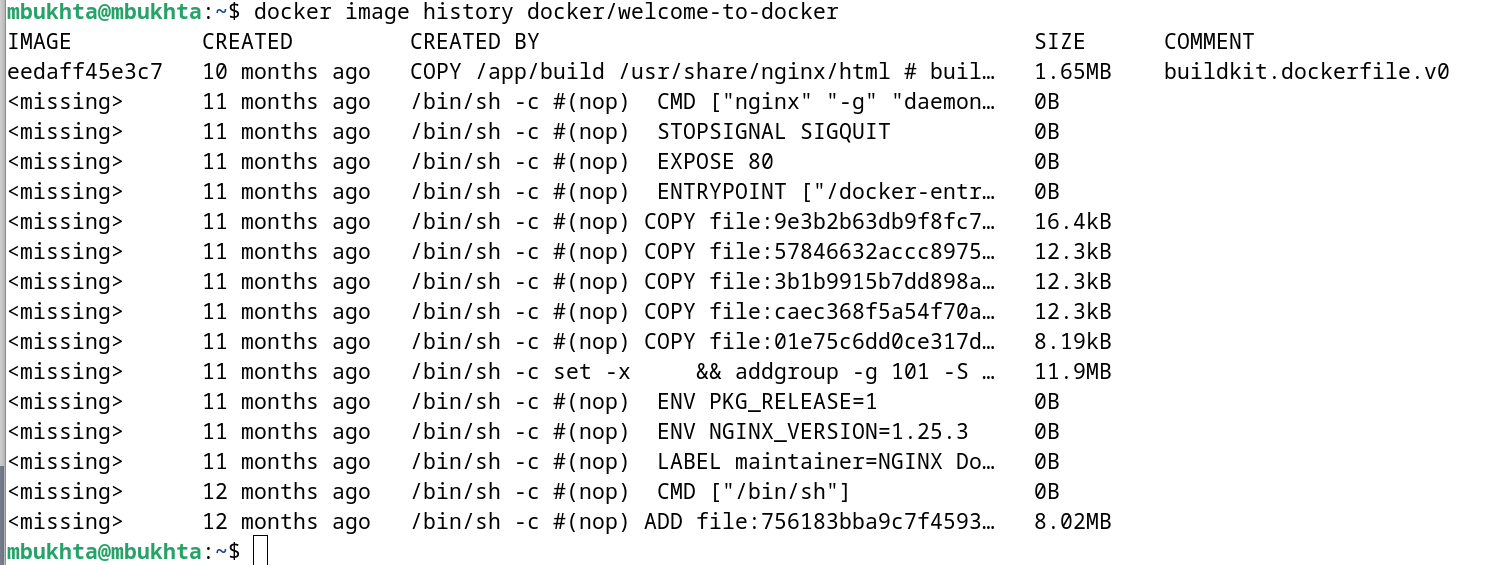 mbukhta@mbukhta:~$ docker image history docker/welcome-to-docker
IMAGE          CREATED         CREATED BY                                      SIZE      COMMENT
eedaff45e3c7   10 months ago   COPY /app/build /usr/share/nginx/html # buil…   1.65MB    buildkit.dockerfile.v0
<missing>      11 months ago   /bin/sh -c #(nop)  CMD ["nginx" "-g" "daemon…   0B
<missing>      11 months ago   /bin/sh -c #(nop)  STOPSIGNAL SIGQUIT           0B
<missing>      11 months ago   /bin/sh -c #(nop)  EXPOSE 80                    0B
<missing>      11 months ago   /bin/sh -c #(nop)  ENTRYPOINT ["/docker-entr…   0B
<missing>      11 months ago   /bin/sh -c #(nop) COPY file:9e3b2b63db9f8fc7…   16.4kB
<missing>      11 months ago   /bin/sh -c #(nop) COPY file:57846632accc8975…   12.3kB
<missing>      11 months ago   /bin/sh -c #(nop) COPY file:3b1b9915b7dd898a…   12.3kB
<missing>      11 months ago   /bin/sh -c #(nop) COPY file:caec368f5a54f70a…   12.3kB
<missing>      11 months ago   /bin/sh -c #(nop) COPY file:01e75c6dd0ce317d…   8.19kB
<missing>      11 months ago   /bin/sh -c set -x     && addgroup -g 101 -S …   11.9MB
<missing>      11 months ago   /bin/sh -c #(nop)  ENV PKG_RELEASE=1            0B
<missing>      11 months ago   /bin/sh -c #(nop)  ENV NGINX_VERSION=1.25.3     0B
<missing>      11 months ago   /bin/sh -c #(nop)  LABEL maintainer=NGINX Do…   0B
<missing>      12 months ago   /bin/sh -c #(nop)  CMD ["/bin/sh"]              0B
<missing>      12 months ago   /bin/sh -c #(nop) ADD file:756183bba9c7f4593…   8.02MB
mbukhta@mbukhta:~$